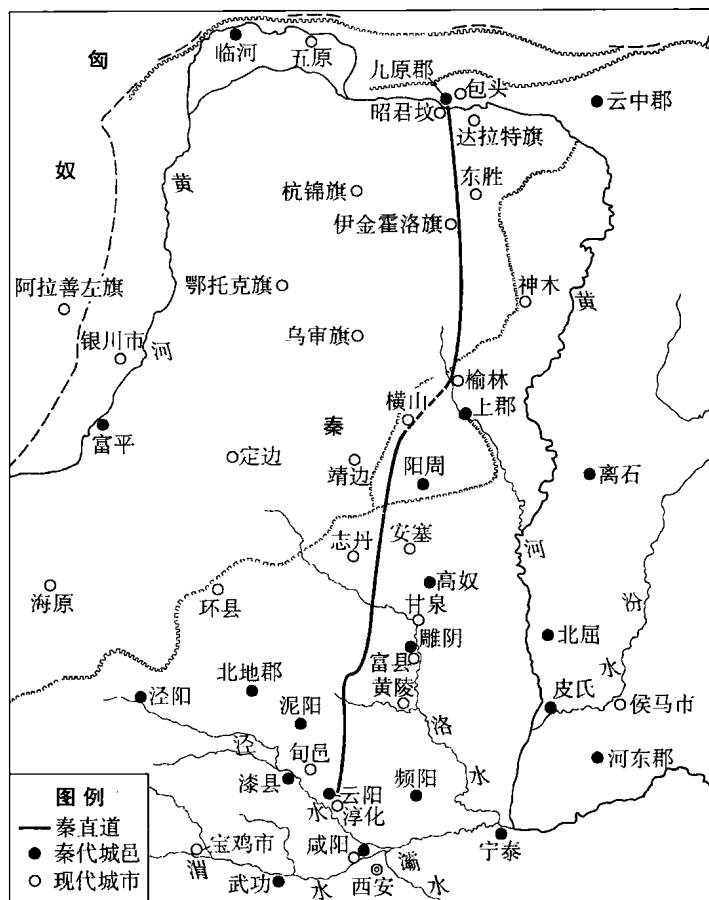 匈
奴
临河
五原
九原郡
包头
昭君坟
云中郡
达拉特旗
黄
杭锦旗
东胜
伊金霍洛旗
阿拉善左旗
鄂托克旗
神木
黄
银川市
河
乌审旗
榆林
横山
上郡
富平
秦
定边
靖边
阳周
离石
志丹
安塞
河
汾
海原
环县
高奴
甘泉
雕阴
北屈
富县
北地郡
黄陵
水
皮氏
侯马市
泾阳
泥阳
洛
泾
旬邑
河东郡
漆县
云阳
频阳
水
水
淳化
宝鸡市
咸阳
灞
宁泰
渭
武功
水
西安
水
图例
秦直道
秦代城邑
现代城市